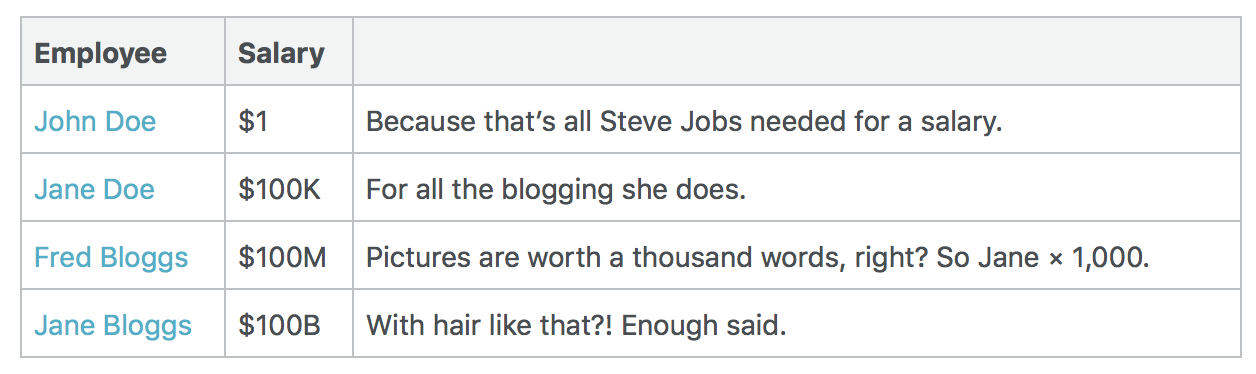 Employee Salary
John Doe $1 Because that’s all Steve Jobs needed for a salary.
Jane Doe $100K For all the blogging she does.
Fred Bloggs $100M Pictures are worth a thousand words, right? So Jane × 1,000.
Jane Bloggs $100B With hair like that?! Enough said.